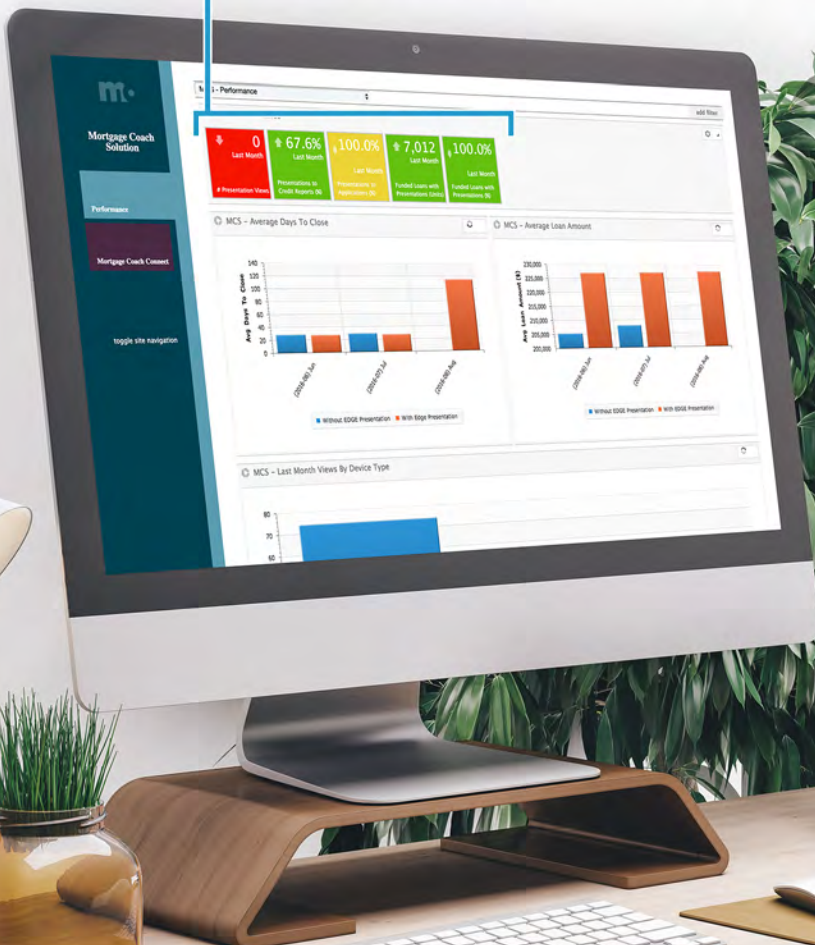 m.
Mortgage Coach
Solution
Performance
Mortgage Coach Connect
toggle site navigation
- Performance
add filter
0
Last Month
# Presentation Views
67.6%
Last Month
Presentations to
Credit Reports (%)
100.0%
Last Month
Presentations to
Applications (%)
7,012
Last Month
Funded Loans with
Presentations (Units)
100.0%
Last Month
Funded Loans with
Presentations (%)
MCS – Average Days To Close
Avg Days To Close
140
120
100
80
60
40
20
0
(2016-06) Jun
(2016-07) Jul
(2016-08) Aug
Without EDGE Presentation
With Edge Presentation
MCS – Average Loan Amount
Avg Loan Amount ($)
230,000
225,000
220,000
215,000
210,000
205,000
200,000
(2016-06) Jun
(2016-07) Jul
(2016-08) Aug
Without EDGE Presentation
With EDGE Presentation
MCS – Last Month Views By Device Type
80
70
60